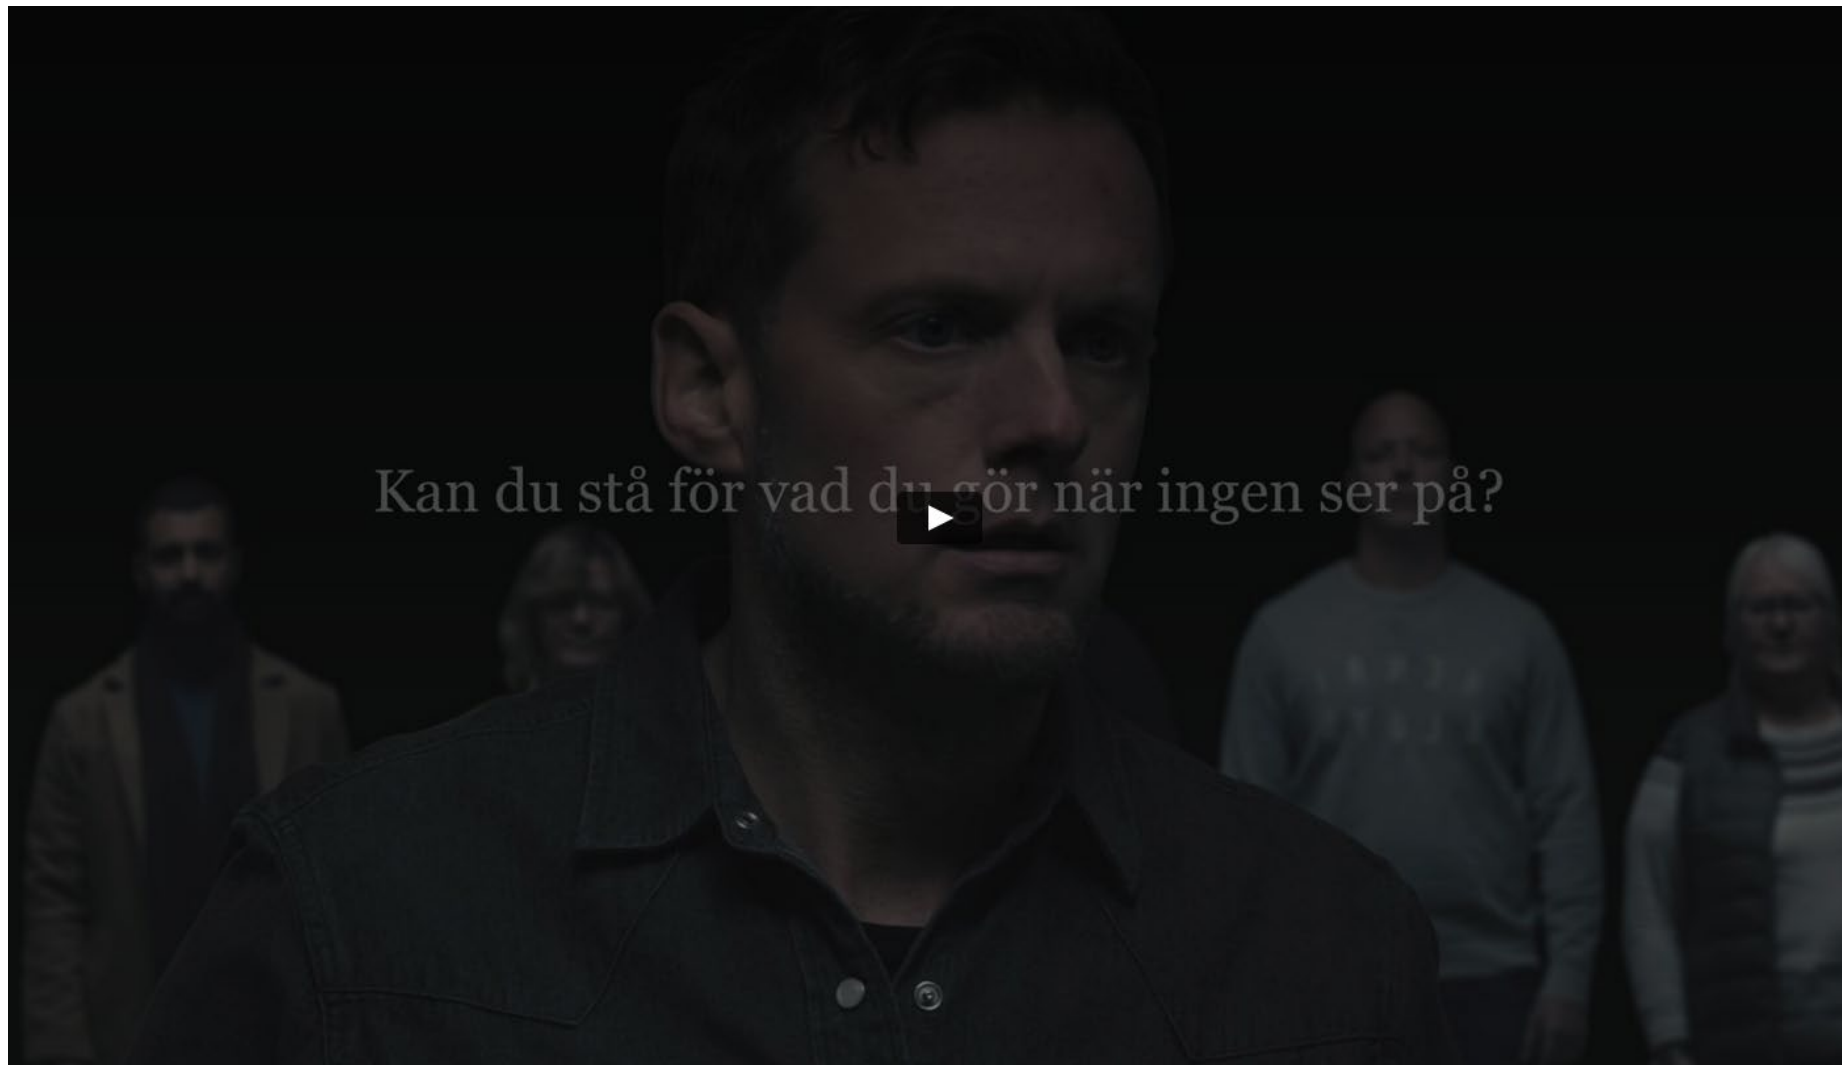 Kan du stå för vad du gör när ingen ser på?